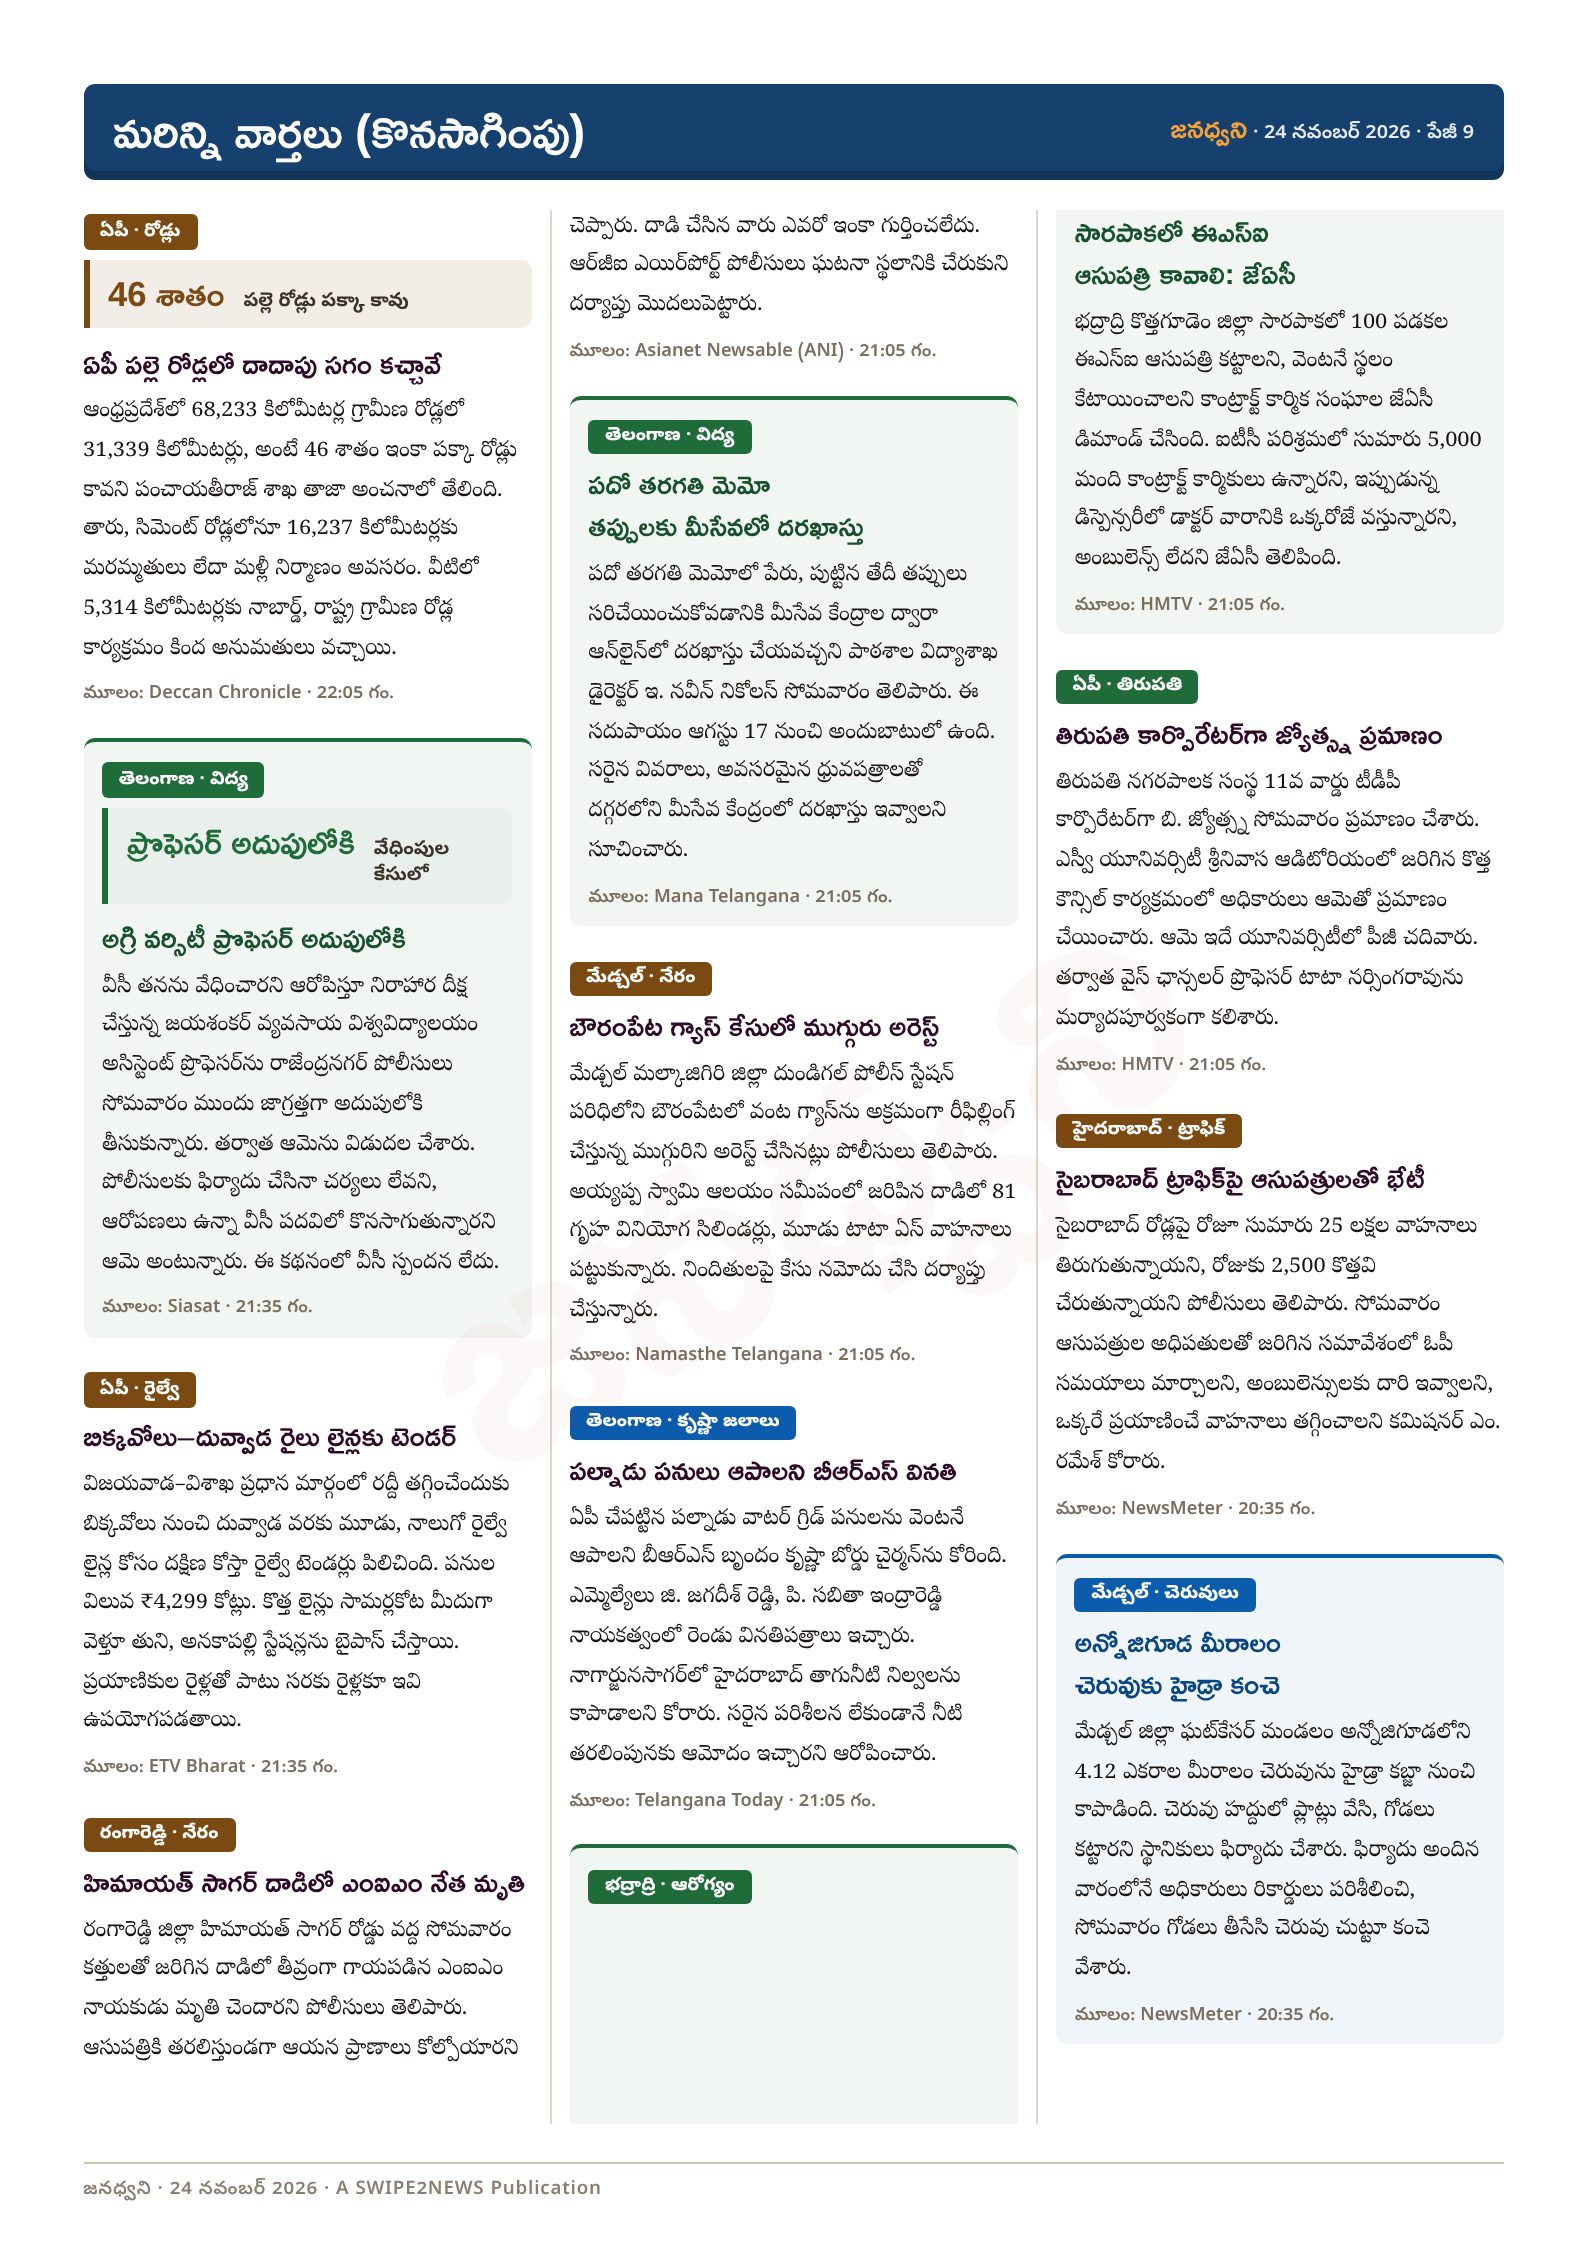 మరిన్ని వార్తలు (కొనసాగింపు)
జనధ్వని · 24 నవంబర్ 2026 · పేజీ 9
ఏపీ · రోడ్లు
46 శాతం పల్లె రోడ్లు పక్కా కావు
ఏపీ పల్లె రోడ్లలో దాదాపు సగం కచ్చావే
ఆంధ్రప్రదేశ్‌లో 68,233 కిలోమీటర్ల గ్రామీణ రోడ్లలో
31,339 కిలోమీటర్లు, అంటే 46 శాతం ఇంకా పక్కా రోడ్లు
కావని పంచాయతీరాజ్ శాఖ తాజా అంచనాలో తేలింది.
తారు, సిమెంట్ రోడ్లలోనూ 16,237 కిలోమీటర్లకు
మరమ్మతులు లేదా మళ్లీ నిర్మాణం అవసరం. వీటిలో
5,314 కిలోమీటర్లకు నాబార్డ్, రాష్ట్ర గ్రామీణ రోడ్ల
కార్యక్రమం కింద అనుమతులు వచ్చాయి.
మూలం: Deccan Chronicle · 22:05 గం.
తెలంగాణ · విద్య
ప్రొఫెసర్ అదుపులోకి వేధింపుల
కేసులో
అగ్రి వర్సిటీ ప్రొఫెసర్ అదుపులోకి
వీసీ తనను వేధించారని ఆరోపిస్తూ నిరాహార దీక్ష
చేస్తున్న జయశంకర్ వ్యవసాయ విశ్వవిద్యాలయం
అసిస్టెంట్ ప్రొఫెసర్‌ను రాజేంద్రనగర్ పోలీసులు
సోమవారం ముందు జాగ్రత్తగా అదుపులోకి
తీసుకున్నారు. తర్వాత ఆమెను విడుదల చేశారు.
పోలీసులకు ఫిర్యాదు చేసినా చర్యలు లేవని,
ఆరోపణలు ఉన్నా వీసీ పదవిలో కొనసాగుతున్నారని
ఆమె అంటున్నారు. ఈ కథనంలో వీసీ స్పందన లేదు.
మూలం: Siasat · 21:35 గం.
ఏపీ · రైల్వే
బిక్కవోలు–దువ్వాడ రైలు లైన్లకు టెండర్
విజయవాడ–విశాఖ ప్రధాన మార్గంలో రద్దీ తగ్గించేందుకు
బిక్కవోలు నుంచి దువ్వాడ వరకు మూడు, నాలుగో రైల్వే
లైన్ల కోసం దక్షిణ కోస్తా రైల్వే టెండర్లు పిలిచింది. పనుల
విలువ ₹4,299 కోట్లు. కొత్త లైన్లు సామర్లకోట మీదుగా
వెళ్తూ తుని, అనకాపల్లి స్టేషన్లను బైపాస్ చేస్తాయి.
ప్రయాణికుల రైళ్లతో పాటు సరకు రైళ్లకూ ఇవి
ఉపయోగపడతాయి.
మూలం: ETV Bharat · 21:35 గం.
రంగారెడ్డి · నేరం
హిమాయత్ సాగర్ దాడిలో ఎంఐఎం నేత మృతి
రంగారెడ్డి జిల్లా హిమాయత్ సాగర్ రోడ్డు వద్ద సోమవారం
కత్తులతో జరిగిన దాడిలో తీవ్రంగా గాయపడిన ఎంఐఎం
నాయకుడు మృతి చెందారని పోలీసులు తెలిపారు.
ఆసుపత్రికి తరలిస్తుండగా ఆయన ప్రాణాలు కోల్పోయారని
చెప్పారు. దాడి చేసిన వారు ఎవరో ఇంకా గుర్తించలేదు.
ఆర్‌జీఐ ఎయిర్‌పోర్ట్ పోలీసులు ఘటనా స్థలానికి చేరుకుని
దర్యాప్తు మొదలుపెట్టారు.
మూలం: Asianet Newsable (ANI) · 21:05 గం.
తెలంగాణ · విద్య
పదో తరగతి మెమో
తప్పులకు మీసేవలో దరఖాస్తు
పదో తరగతి మెమోలో పేరు, పుట్టిన తేదీ తప్పులు
సరిచేయించుకోవడానికి మీసేవ కేంద్రాల ద్వారా
ఆన్‌లైన్‌లో దరఖాస్తు చేయవచ్చని పాఠశాల విద్యాశాఖ
డైరెక్టర్ ఇ. నవీన్ నికోలస్ సోమవారం తెలిపారు. ఈ
సదుపాయం ఆగస్టు 17 నుంచి అందుబాటులో ఉంది.
సరైన వివరాలు, అవసరమైన ధ్రువపత్రాలతో
దగ్గరలోని మీసేవ కేంద్రంలో దరఖాస్తు ఇవ్వాలని
సూచించారు.
మూలం: Mana Telangana · 21:05 గం.
మేడ్చల్ · నేరం
బౌరంపేట గ్యాస్ కేసులో ముగ్గురు అరెస్ట్
మేడ్చల్ మల్కాజిగిరి జిల్లా దుండిగల్ పోలీస్ స్టేషన్
పరిధిలోని బౌరంపేటలో వంట గ్యాస్‌ను అక్రమంగా రీఫిల్లింగ్
చేస్తున్న ముగ్గురిని అరెస్ట్ చేసినట్లు పోలీసులు తెలిపారు.
అయ్యప్ప స్వామి ఆలయం సమీపంలో జరిపిన దాడిలో 81
గృహ వినియోగ సిలిండర్లు, మూడు టాటా ఏస్ వాహనాలు
పట్టుకున్నారు. నిందితులపై కేసు నమోదు చేసి దర్యాప్తు
చేస్తున్నారు.
మూలం: Namasthe Telangana · 21:05 గం.
తెలంగాణ · కృష్ణా జలాలు
పల్నాడు పనులు ఆపాలని బీఆర్ఎస్ వినతి
ఏపీ చేపట్టిన పల్నాడు వాటర్ గ్రిడ్ పనులను వెంటనే
ఆపాలని బీఆర్ఎస్ బృందం కృష్ణా బోర్డు చైర్మన్‌ను కోరింది.
ఎమ్మెల్యేలు జి. జగదీశ్ రెడ్డి, పి. సబితా ఇంద్రారెడ్డి
నాయకత్వంలో రెండు వినతిపత్రాలు ఇచ్చారు.
నాగార్జునసాగర్‌లో హైదరాబాద్ తాగునీటి నిల్వలను
కాపాడాలని కోరారు. సరైన పరిశీలన లేకుండానే నీటి
తరలింపునకు ఆమోదం ఇచ్చారని ఆరోపించారు.
మూలం: Telangana Today · 21:05 గం.
భద్రాద్రి · ఆరోగ్యం
సారపాకలో ఈఎస్ఐ
ఆసుపత్రి కావాలి: జేఏసీ
భద్రాద్రి కొత్తగూడెం జిల్లా సారపాకలో 100 పడకల
ఈఎస్ఐ ఆసుపత్రి కట్టాలని, వెంటనే స్థలం
కేటాయించాలని కాంట్రాక్ట్ కార్మిక సంఘాల జేఏసీ
డిమాండ్ చేసింది. ఐటీసీ పరిశ్రమలో సుమారు 5,000
మంది కాంట్రాక్ట్ కార్మికులు ఉన్నారని, ఇప్పుడున్న
డిస్పెన్సరీలో డాక్టర్ వారానికి ఒక్కరోజే వస్తున్నారని,
అంబులెన్స్ లేదని జేఏసీ తెలిపింది.
మూలం: HMTV · 21:05 గం.
ఏపీ · తిరుపతి
తిరుపతి కార్పొరేటర్‌గా జ్యోత్స్న ప్రమాణం
తిరుపతి నగరపాలక సంస్థ 11వ వార్డు టీడీపీ
కార్పొరేటర్‌గా బి. జ్యోత్స్న సోమవారం ప్రమాణం చేశారు.
ఎస్వీ యూనివర్సిటీ శ్రీనివాస ఆడిటోరియంలో జరిగిన కొత్త
కౌన్సిల్ కార్యక్రమంలో అధికారులు ఆమెతో ప్రమాణం
చేయించారు. ఆమె ఇదే యూనివర్సిటీలో పీజీ చదివారు.
తర్వాత వైస్ ఛాన్సలర్ ప్రొఫెసర్ టాటా నర్సింగరావును
మర్యాదపూర్వకంగా కలిశారు.
మూలం: HMTV · 21:05 గం.
హైదరాబాద్ · ట్రాఫిక్
సైబరాబాద్ ట్రాఫిక్‌పై ఆసుపత్రులతో భేటీ
సైబరాబాద్ రోడ్లపై రోజూ సుమారు 25 లక్షల వాహనాలు
తిరుగుతున్నాయని, రోజుకు 2,500 కొత్తవి
చేరుతున్నాయని పోలీసులు తెలిపారు. సోమవారం
ఆసుపత్రుల అధిపతులతో జరిగిన సమావేశంలో ఓపీ
సమయాలు మార్చాలని, అంబులెన్సులకు దారి ఇవ్వాలని,
ఒక్కరే ప్రయాణించే వాహనాలు తగ్గించాలని కమిషనర్ ఎం.
రమేశ్ కోరారు.
మూలం: NewsMeter · 20:35 గం.
మేడ్చల్ · చెరువులు
అన్నోజిగూడ మీరాలం
చెరువుకు హైడ్రా కంచె
మేడ్చల్ జిల్లా ఘట్‌కేసర్ మండలం అన్నోజిగూడలోని
4.12 ఎకరాల మీరాలం చెరువును హైడ్రా కబ్జా నుంచి
కాపాడింది. చెరువు హద్దులో ప్లాట్లు వేసి, గోడలు
కట్టారని స్థానికులు ఫిర్యాదు చేశారు. ఫిర్యాదు అందిన
వారంలోనే అధికారులు రికార్డులు పరిశీలించి,
సోమవారం గోడలు తీసేసి చెరువు చుట్టూ కంచె
వేశారు.
మూలం: NewsMeter · 20:35 గం.
జనధ్వని
జనధ్వని · 24 నవంబర్ 2026 · A SWIPE2NEWS Publication